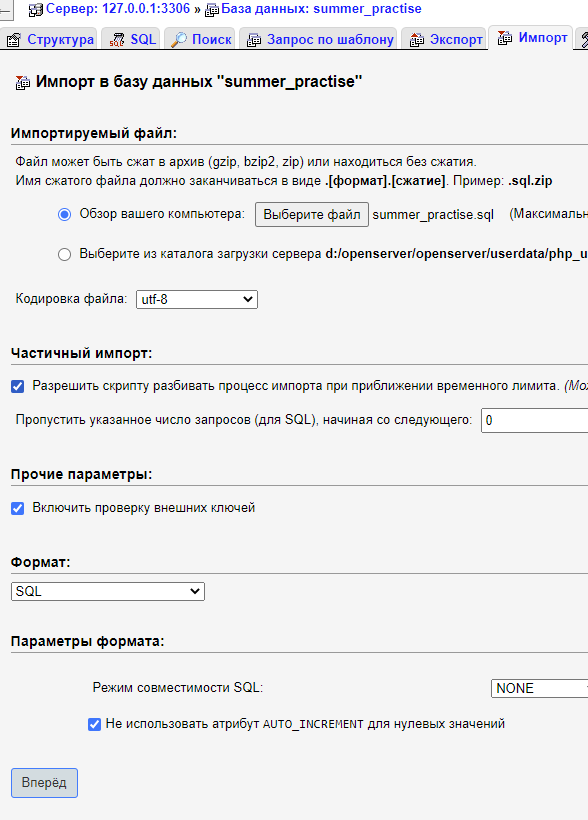 Сервер: 127.0.0.1:3306 » База данных: summer_practise
Структура SQL Поиск Запрос по шаблону Экспорт Импорт
Импорт в базу данных "summer_practise"
Импортируемый файл:
Файл может быть сжат в архив (gzip, bzip2, zip) или находиться без сжатия.
Имя сжатого файла должно заканчиваться в виде .[формат].[сжатие]. Пример: .sql.zip
Обзор вашего компьютера: Выберите файл summer_practise.sql (Максимальн
Выберите из каталога загрузки сервера d:/openserver/openserver/userdata/php_u
Кодировка файла: utf-8
Частичный импорт:
Разрешить скрипту разбивать процесс импорта при приближении временного лимита. (Мо
Пропустить указанное число запросов (для SQL), начиная со следующего: 0
Прочие параметры:
Включить проверку внешних ключей
Формат:
SQL
Параметры формата:
Режим совместимости SQL: NONE
Не использовать атрибут AUTO_INCREMENT для нулевых значений
Вперёд